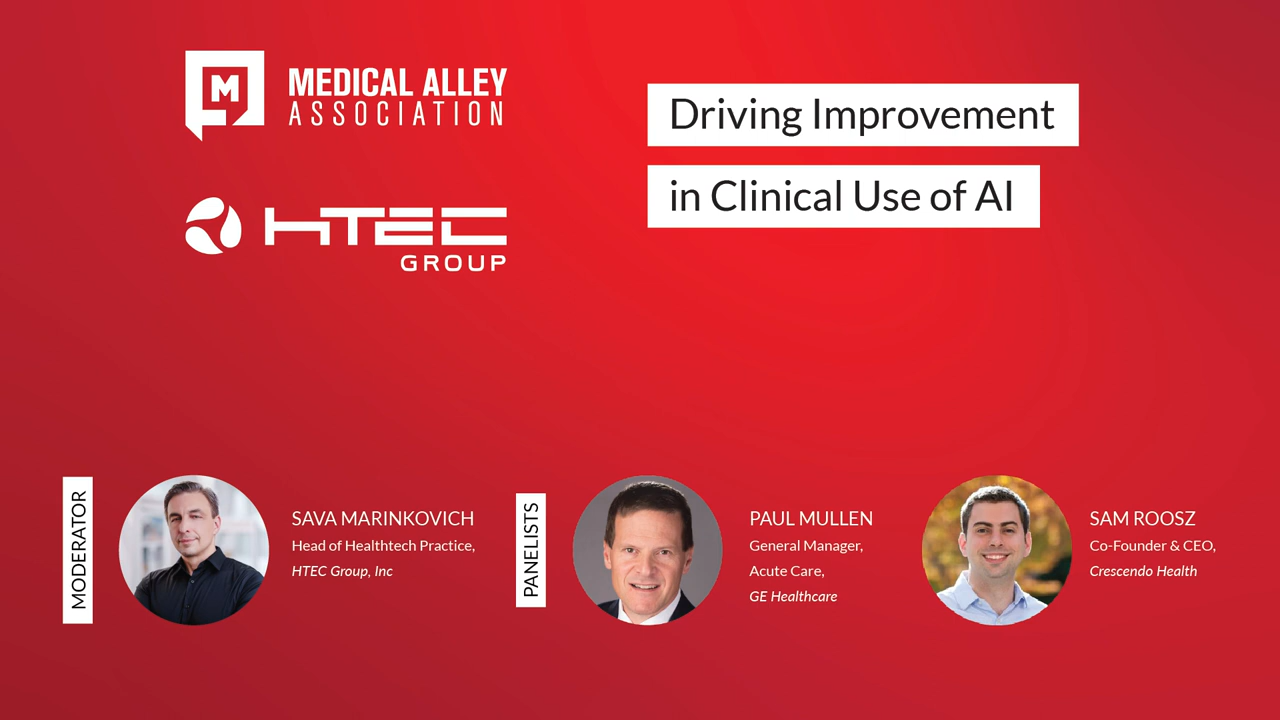 M
MEDICAL ALLEY
ASSOCIATION
HTEC
GROUP
Driving Improvement
in Clinical Use of AI
MODERATOR
SAVA MARINKOVICH
Head of Healthtech Practice,
HTEC Group, Inc
PANELISTS
PAUL MULLEN
General Manager,
Acute Care,
GE Healthcare
SAM ROOSZ
Co-Founder & CEO,
Crescendo Health